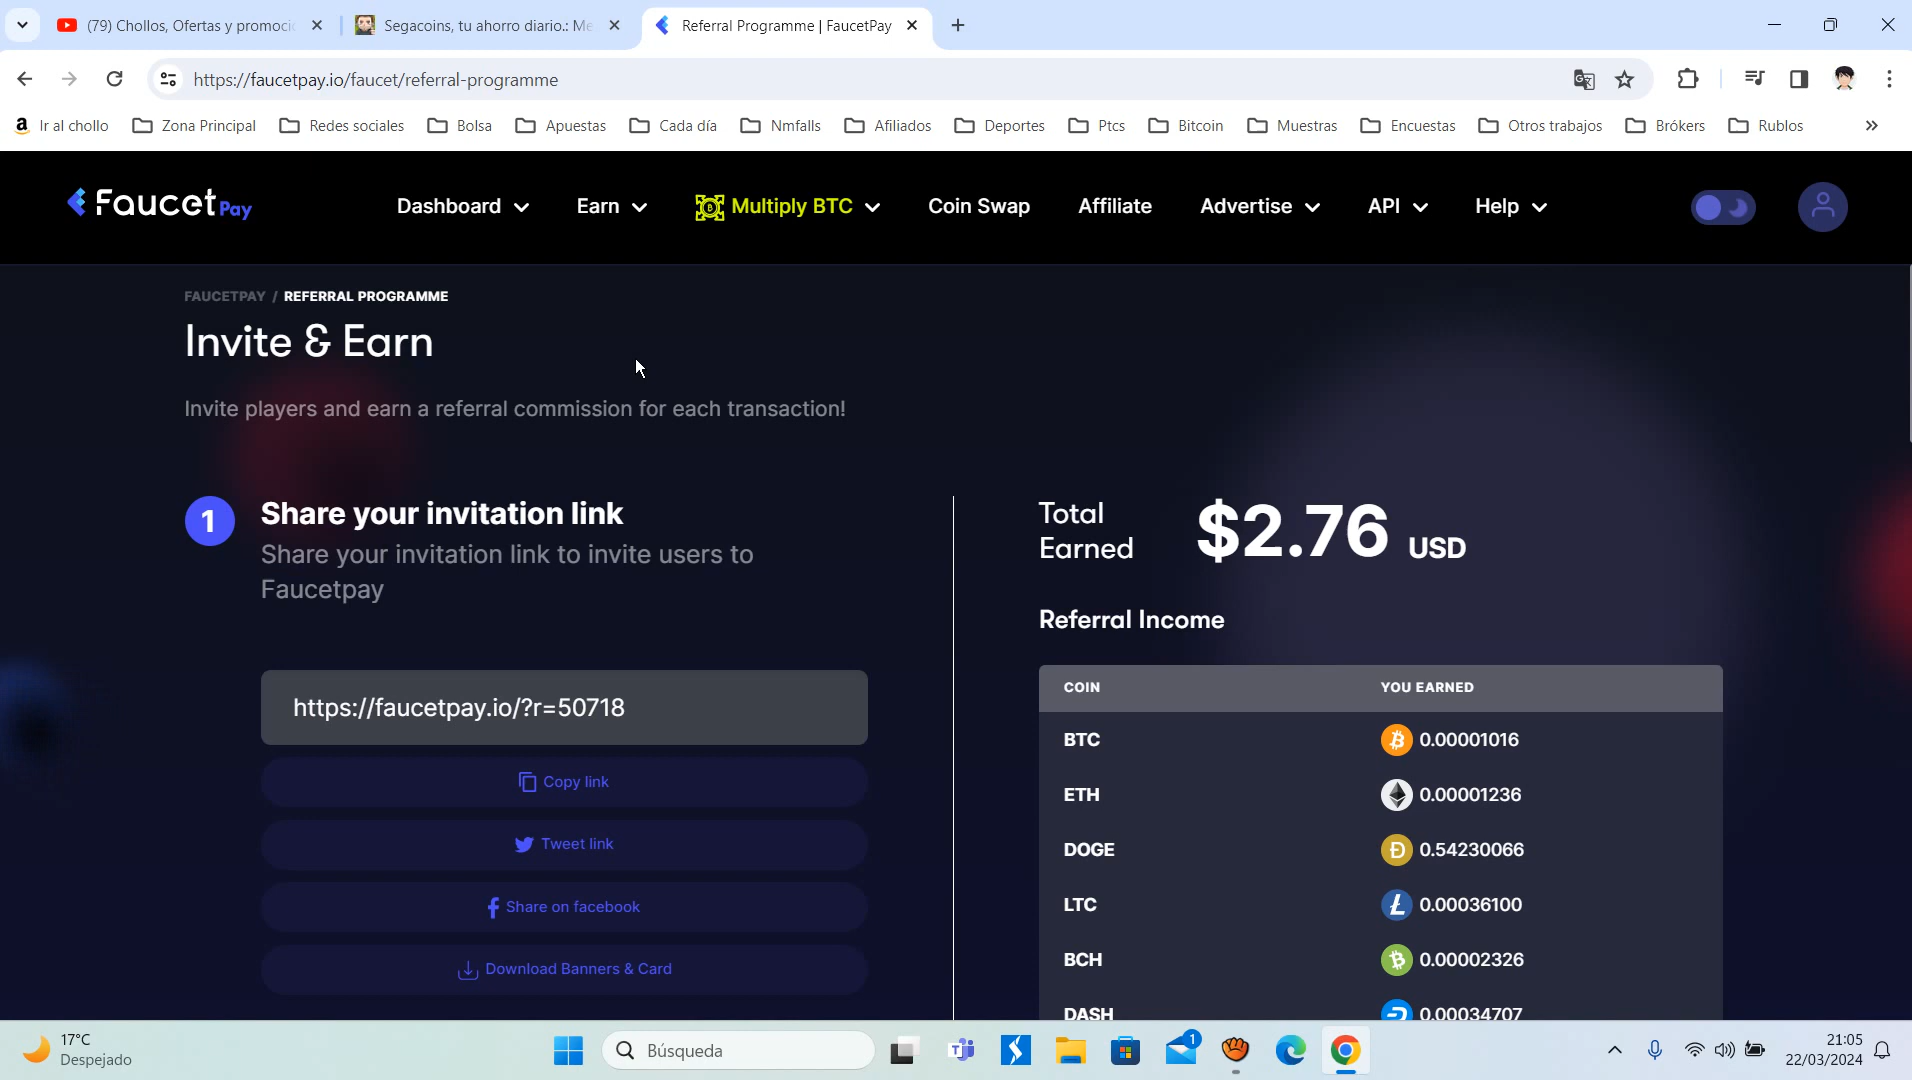 (79) Chollos, Ofertas y promoci
Segacoins, tu ahorro diario.: Me
Referral Programme | FaucetPay
https://faucetpay.io/faucet/referral-programme
a Ir al chollo
Zona Principal
Redes sociales
Bolsa
Apuestas
Cada día
Nmfalls
Afiliados
Deportes
Ptcs
Bitcoin
Muestras
Encuestas
Otros trabajos
Brókers
Rublos
»
Faucet Pay
Dashboard
Earn
Multiply BTC
Coin Swap
Affiliate
Advertise
API
Help
FAUCETPAY / REFERRAL PROGRAMME
Invite & Earn
Invite players and earn a referral commission for each transaction!
1
Share your invitation link
Share your invitation link to invite users to
Faucetpay
https://faucetpay.io/?r=50718
Copy link
Tweet link
Share on facebook
Download Banners & Card
Total
Earned
$2.76 USD
Referral Income
COIN YOU EARNED
BTC 0.00001016
ETH 0.00001236
DOGE 0.54230066
LTC 0.00036100
BCH 0.00002326
DASH 0.00034707
17°C
Despejado
Búsqueda
1
21:05
22/03/2024